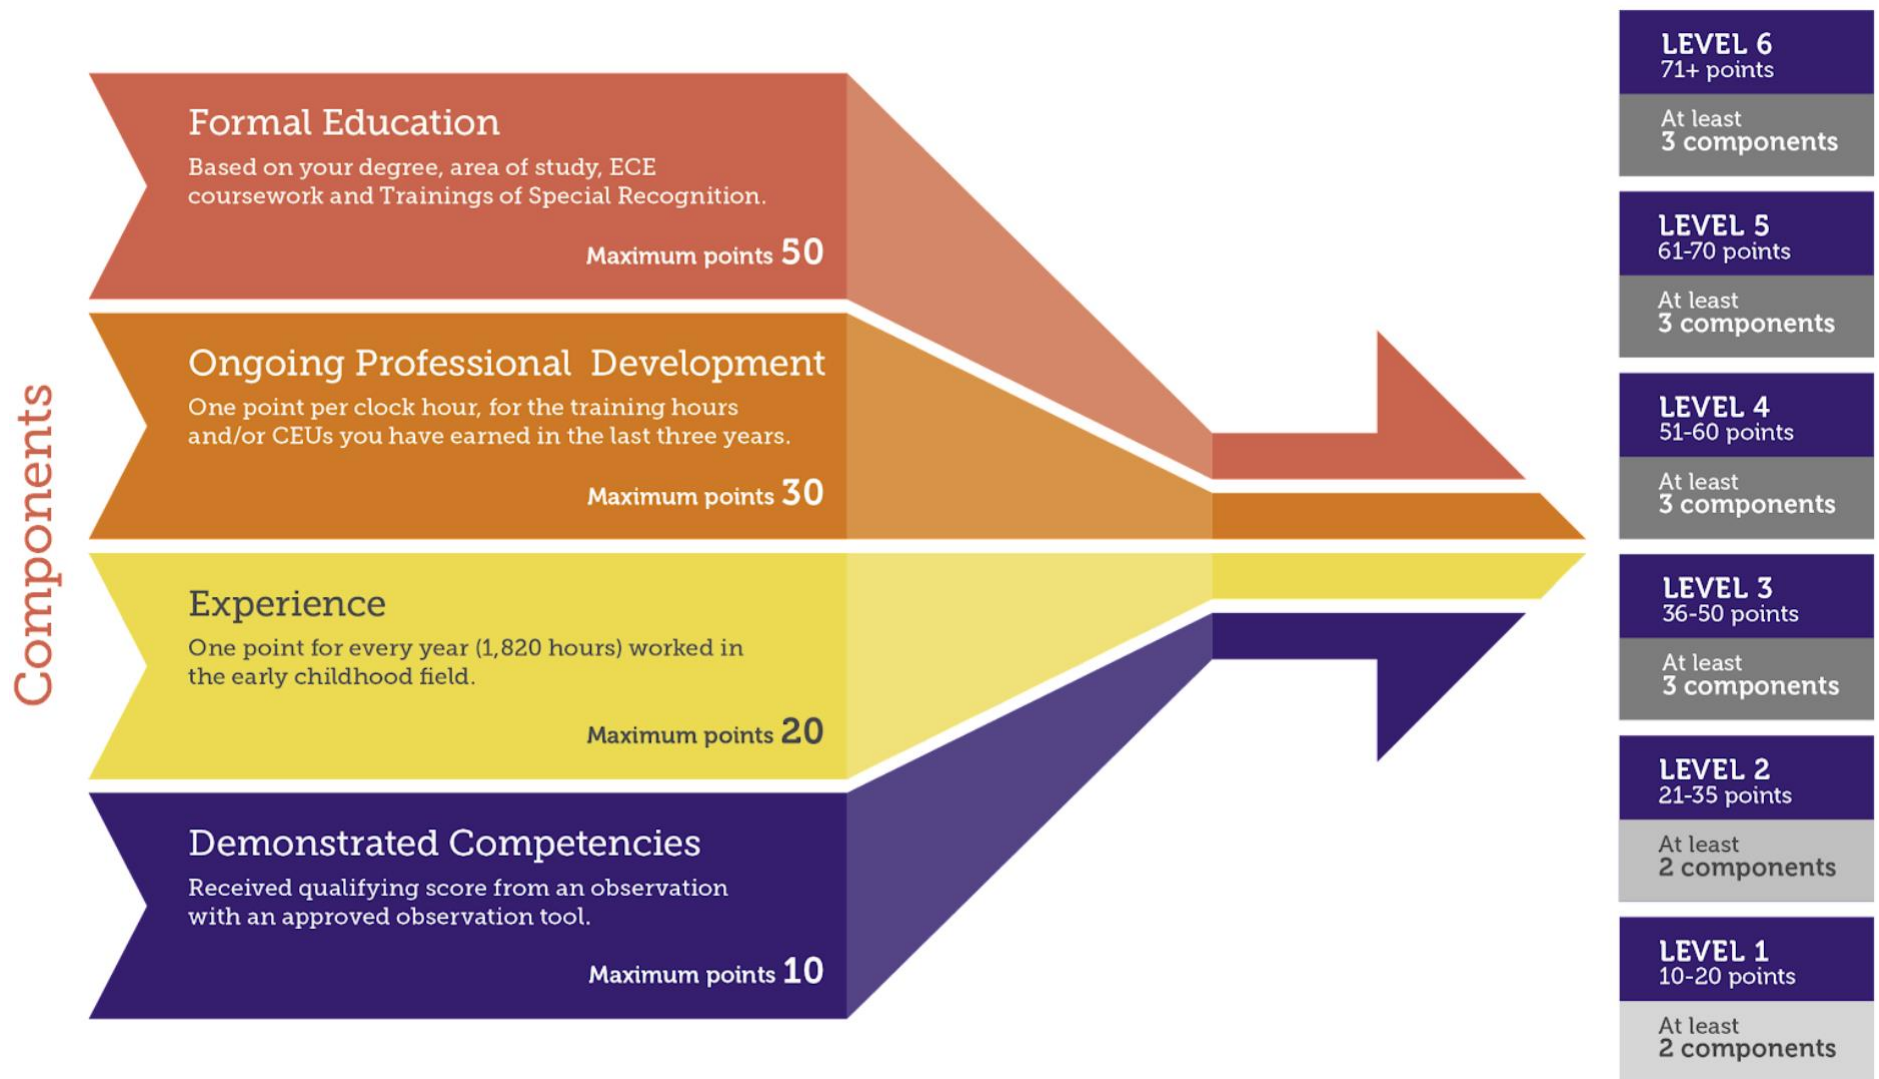 Components
Formal Education
Based on your degree, area of study, ECE
coursework and Trainings of Special Recognition.
Maximum points 50
Ongoing Professional Development
One point per clock hour, for the training hours
and/or CEUs you have earned in the last three years.
Maximum points 30
Experience
One point for every year (1,820 hours) worked in
the early childhood field.
Maximum points 20
Demonstrated Competencies
Received qualifying score from an observation
with an approved observation tool.
Maximum points 10
LEVEL 6
71+ points
At least
3 components
LEVEL 5
61-70 points
At least
3 components
LEVEL 4
51-60 points
At least
3 components
LEVEL 3
36-50 points
At least
3 components
LEVEL 2
21-35 points
At least
2 components
LEVEL 1
10-20 points
At least
2 components